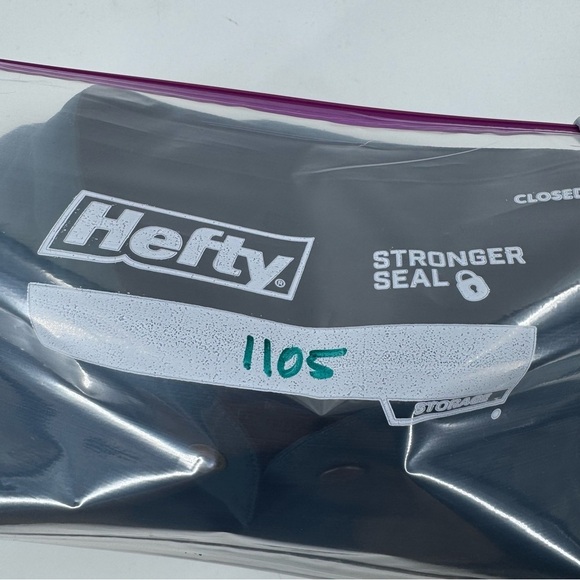 CLOSED
Hefty®
STRONGER
SEAL
1105
STORAGE